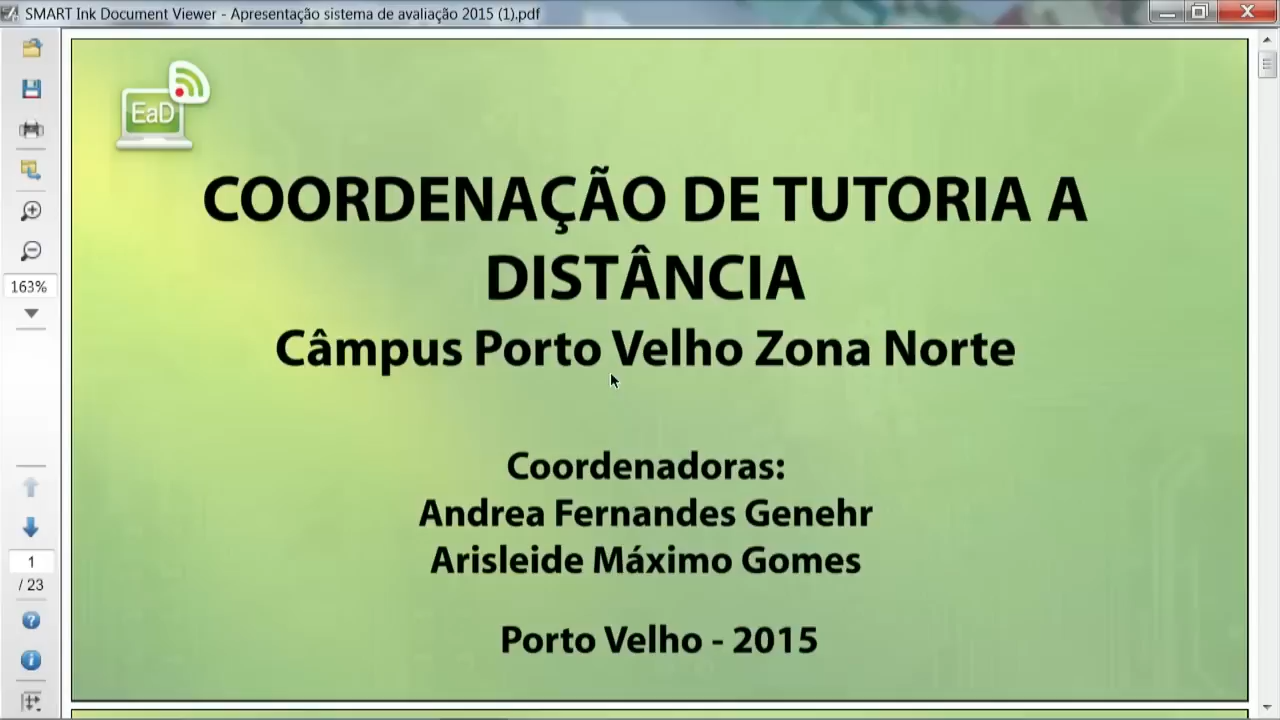 SMART Ink Document Viewer - Apresentação sistema de avaliação 2015 (1).pdf
EaD
COORDENAÇÃO DE TUTORIA A
DISTÂNCIA
Câmpus Porto Velho Zona Norte
163%
Coordenadoras:
Andrea Fernandes Genehr
Arisleide Máximo Gomes
1
/ 23
Porto Velho - 2015